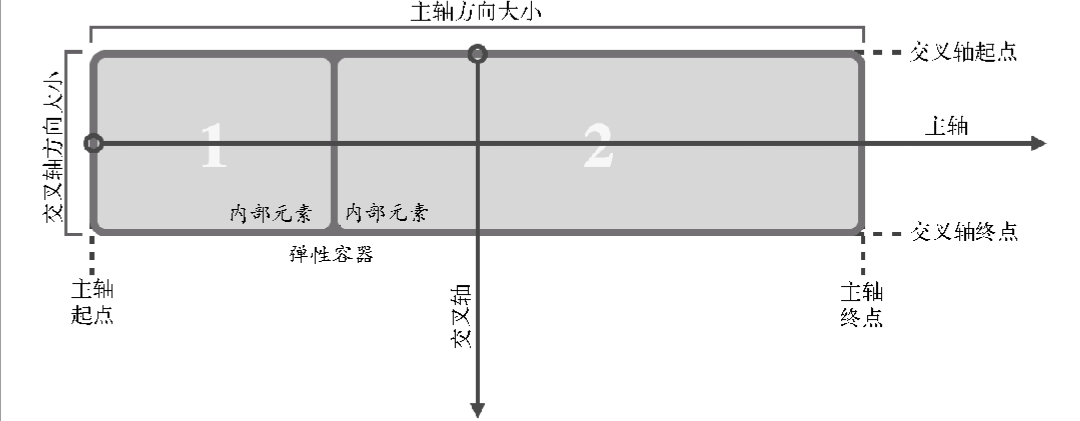 主轴方向大小
交叉轴起点
交叉轴方向大小
主轴
1
2
内部元素
内部元素
交叉轴终点
弹性容器
主轴
起点
交叉轴
主轴
终点